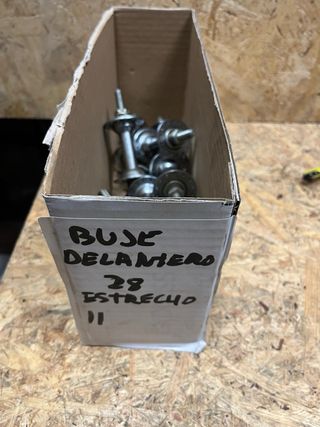 BUJE
DELANTERO
28
ESTRECHO
11